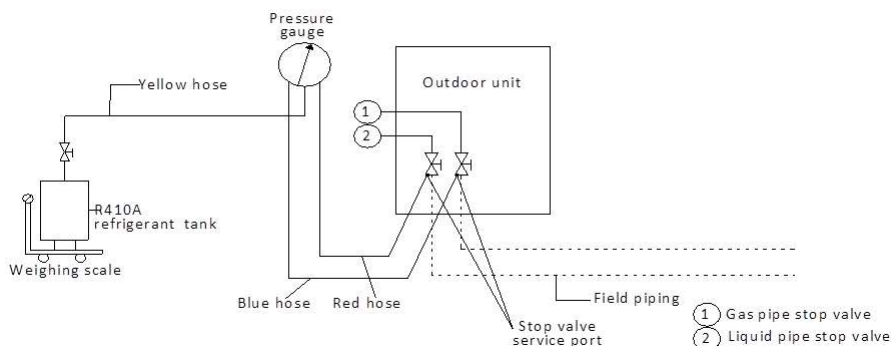 Pressure
gauge
Yellow hose
Outdoor unit
1
2
R410A
refrigerant tank
Weighing scale
Blue hose
Red hose
Field piping
Stop valve
service port
1 Gas pipe stop valve
2 Liquid pipe stop valve